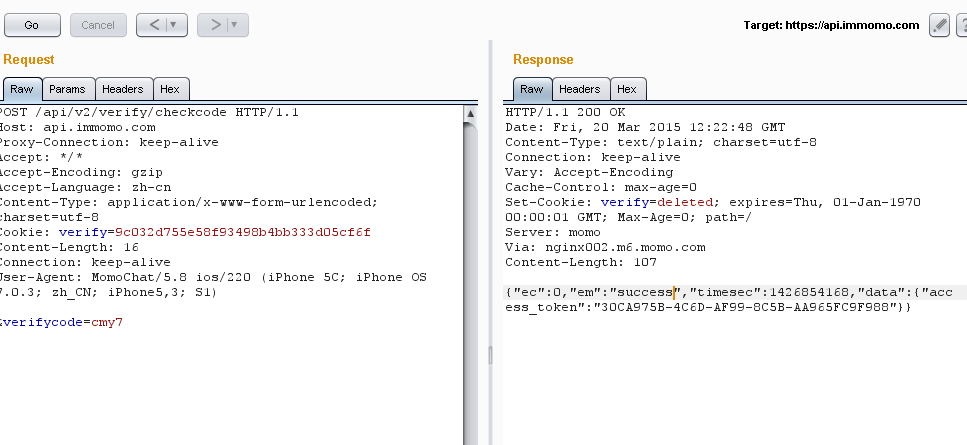 Go
Cancel
<
>
Target: https://api.immomo.com
?
Request
Raw
Params
Headers
Hex
POST /api/v2/verify/checkcode HTTP/1.1
Host: api.immomo.com
Proxy-Connection: keep-alive
Accept: */*
Accept-Encoding: gzip
Accept-Language: zh-cn
Content-Type: application/x-www-form-urlencoded;
charset=utf-8
Cookie: verify=9c032d755e58f93498b4bb333d05cf6f
Content-Length: 16
Connection: keep-alive
User-Agent: MomoChat/5.8 ios/220 (iPhone 5C; iPhone OS
7.0.3; zh_CN; iPhone5,3; S1)
&verifycode=cmy7
Response
Raw
Headers
Hex
HTTP/1.1 200 OK
Date: Fri, 20 Mar 2015 12:22:48 GMT
Content-Type: text/plain; charset=utf-8
Connection: keep-alive
Vary: Accept-Encoding
Cache-Control: max-age=0
Set-Cookie: verify=deleted; expires=Thu, 01-Jan-1970
00:00:01 GMT; Max-Age=0; path=/
Server: momo
Via: nginx002.m6.momo.com
Content-Length: 107
{"ec":0,"em":"success","timesec":1426854168,"data":{"acc
ess_token":"30CA975B-4C6D-AF99-8C5B-AA965FC9F988"}}